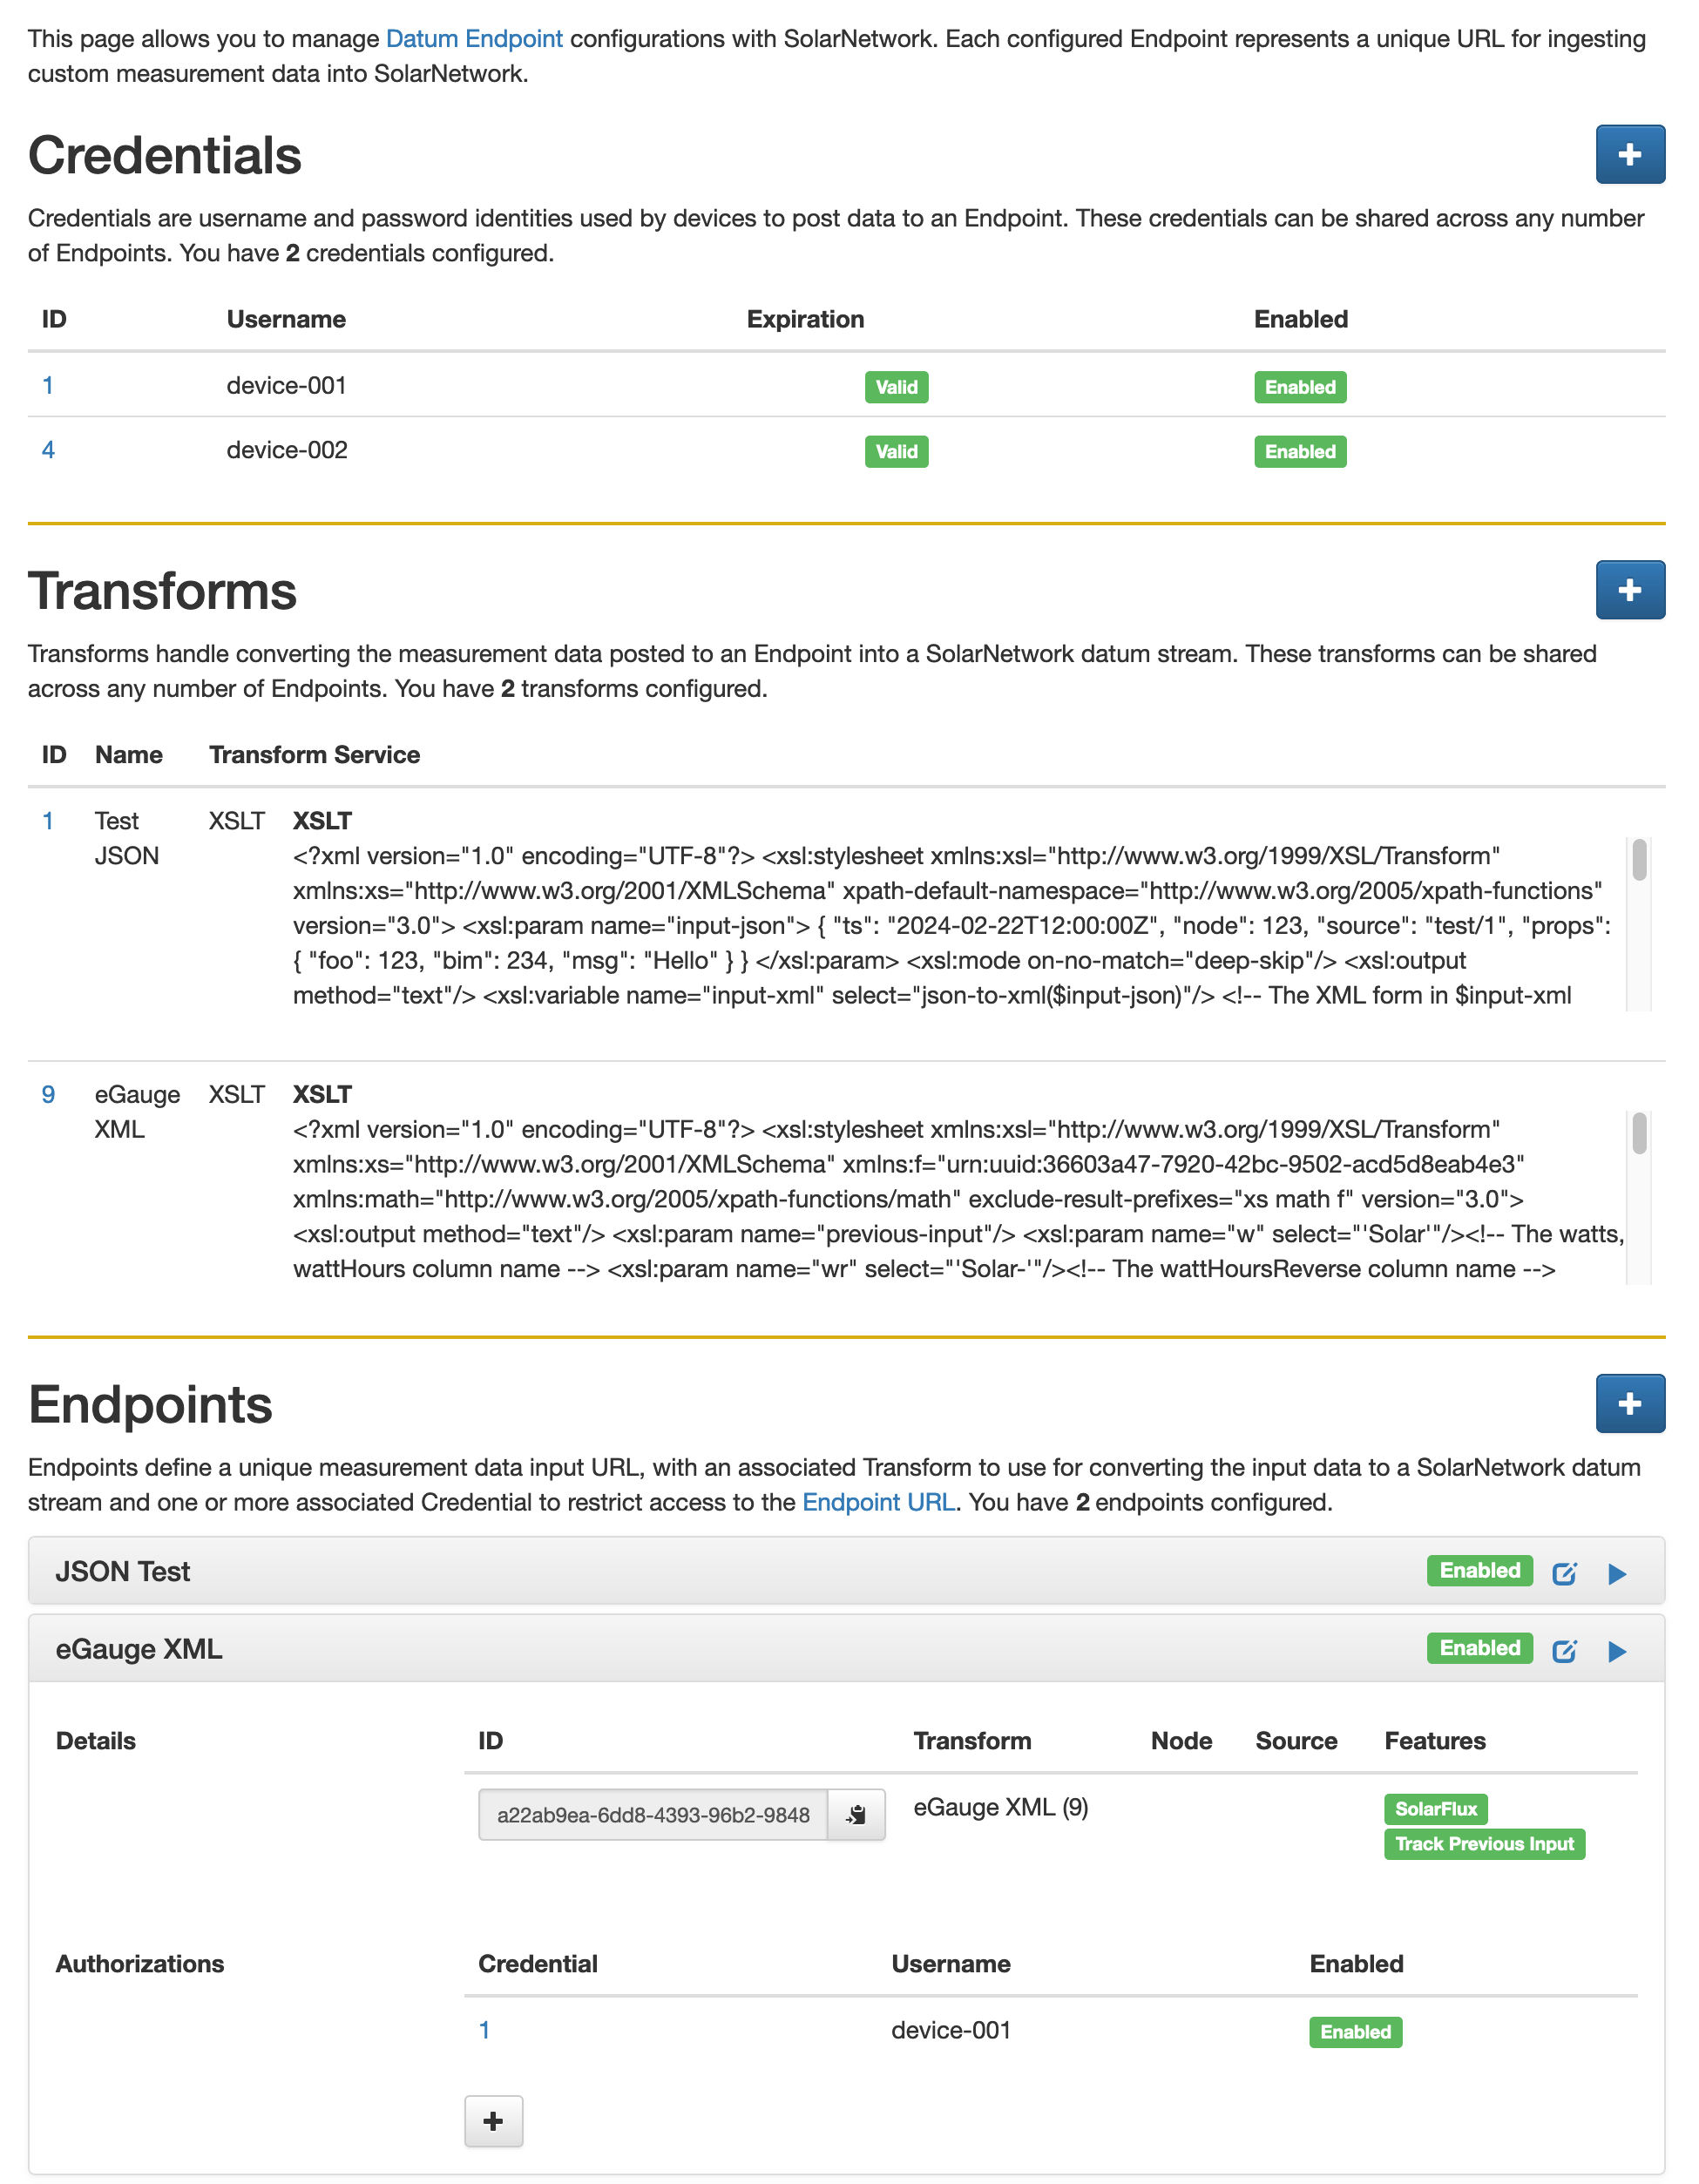 This page allows you to manage Datum Endpoint configurations with SolarNetwork. Each configured Endpoint represents a unique URL for ingesting
custom measurement data into SolarNetwork.
Credentials
Credentials are username and password identities used by devices to post data to an Endpoint. These credentials can be shared across any number
of Endpoints. You have 2 credentials configured.
ID Username Expiration Enabled
1 device-001 Valid Enabled
4 device-002 Valid Enabled
Transforms
Transforms handle converting the measurement data posted to an Endpoint into a SolarNetwork datum stream. These transforms can be shared
across any number of Endpoints. You have 2 transforms configured.
ID Name Transform Service
1 Test JSON XSLT XSLT
<?xml version="1.0" encoding="UTF-8"?> <xsl:stylesheet xmlns:xsl="http://www.w3.org/1999/XSL/Transform"
xmlns:xs="http://www.w3.org/2001/XMLSchema" xpath-default-namespace="http://www.w3.org/2005/xpath-functions"
version="3.0"> <xsl:param name="input-json"> { "ts": "2024-02-22T12:00:00Z", "node": 123, "source": "test/1", "props":
{ "foo": 123, "bim": 234, "msg": "Hello" } } </xsl:param> <xsl:mode on-no-match="deep-skip"/> <xsl:output
method="text"/> <xsl:variable name="input-xml" select="json-to-xml($input-json)"/> <!-- The XML form in $input-xml
9 eGauge XML XSLT XSLT
<?xml version="1.0" encoding="UTF-8"?> <xsl:stylesheet xmlns:xsl="http://www.w3.org/1999/XSL/Transform"
xmlns:xs="http://www.w3.org/2001/XMLSchema" xmlns:f="urn:uuid:36603a47-7920-42bc-9502-acd5d8eab4e3"
xmlns:math="http://www.w3.org/2005/xpath-functions/math" exclude-result-prefixes="xs math f" version="3.0">
<xsl:output method="text"/> <xsl:param name="previous-input"/> <xsl:param name="w" select="'Solar'"/><!-- The watts,
wattHours column name --> <xsl:param name="wr" select="'Solar-'"/><!-- The wattHoursReverse column name -->
Endpoints
Endpoints define a unique measurement data input URL, with an associated Transform to use for converting the input data to a SolarNetwork datum
stream and one or more associated Credential to restrict access to the Endpoint URL. You have 2 endpoints configured.
JSON Test Enabled
eGauge XML Enabled
Details ID Transform Node Source Features
a22ab9ea-6dd8-4393-96b2-9848 eGauge XML (9) SolarFlux
Track Previous Input
Authorizations Credential Username Enabled
1 device-001 Enabled